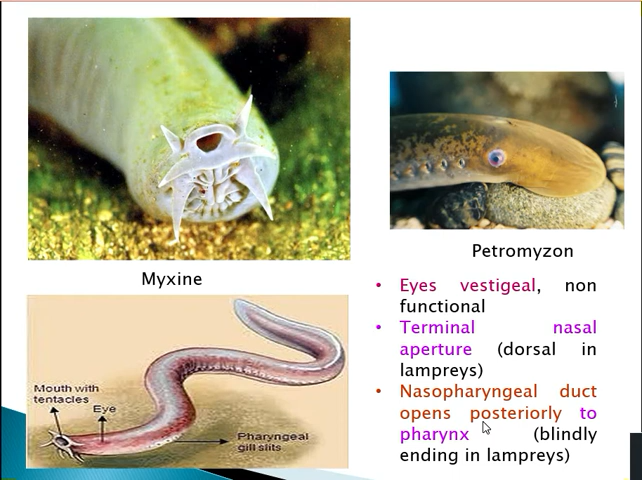 Petromyzon
Myxine
Mouth with
tentacles
Eye
Pharyngeal
gill slits
• Eyes vestigeal, non
functional
• Terminal nasal
aperture (dorsal in
lampreys)
• Nasopharyngeal duct
opens posteriorly to
pharynx (blindly
ending in lampreys)